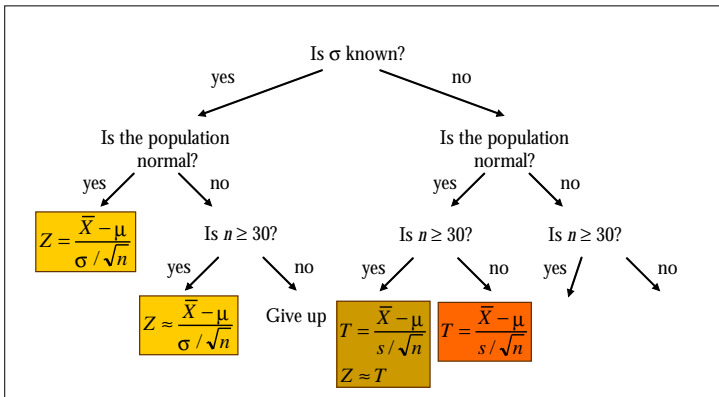 Is σ known?
yes
no
Is the population
normal?
Is the population
normal?
yes
no
yes
no
Z = (X̄ − μ) / (σ / √n)
Is n ≥ 30?
Is n ≥ 30?
Is n ≥ 30?
yes
no
yes
no
yes
no
Z ≈ (X̄ − μ) / (σ / √n)
Give up
T = (X̄ − μ) / (s / √n)
Z ≈ T
T = (X̄ − μ) / (s / √n)